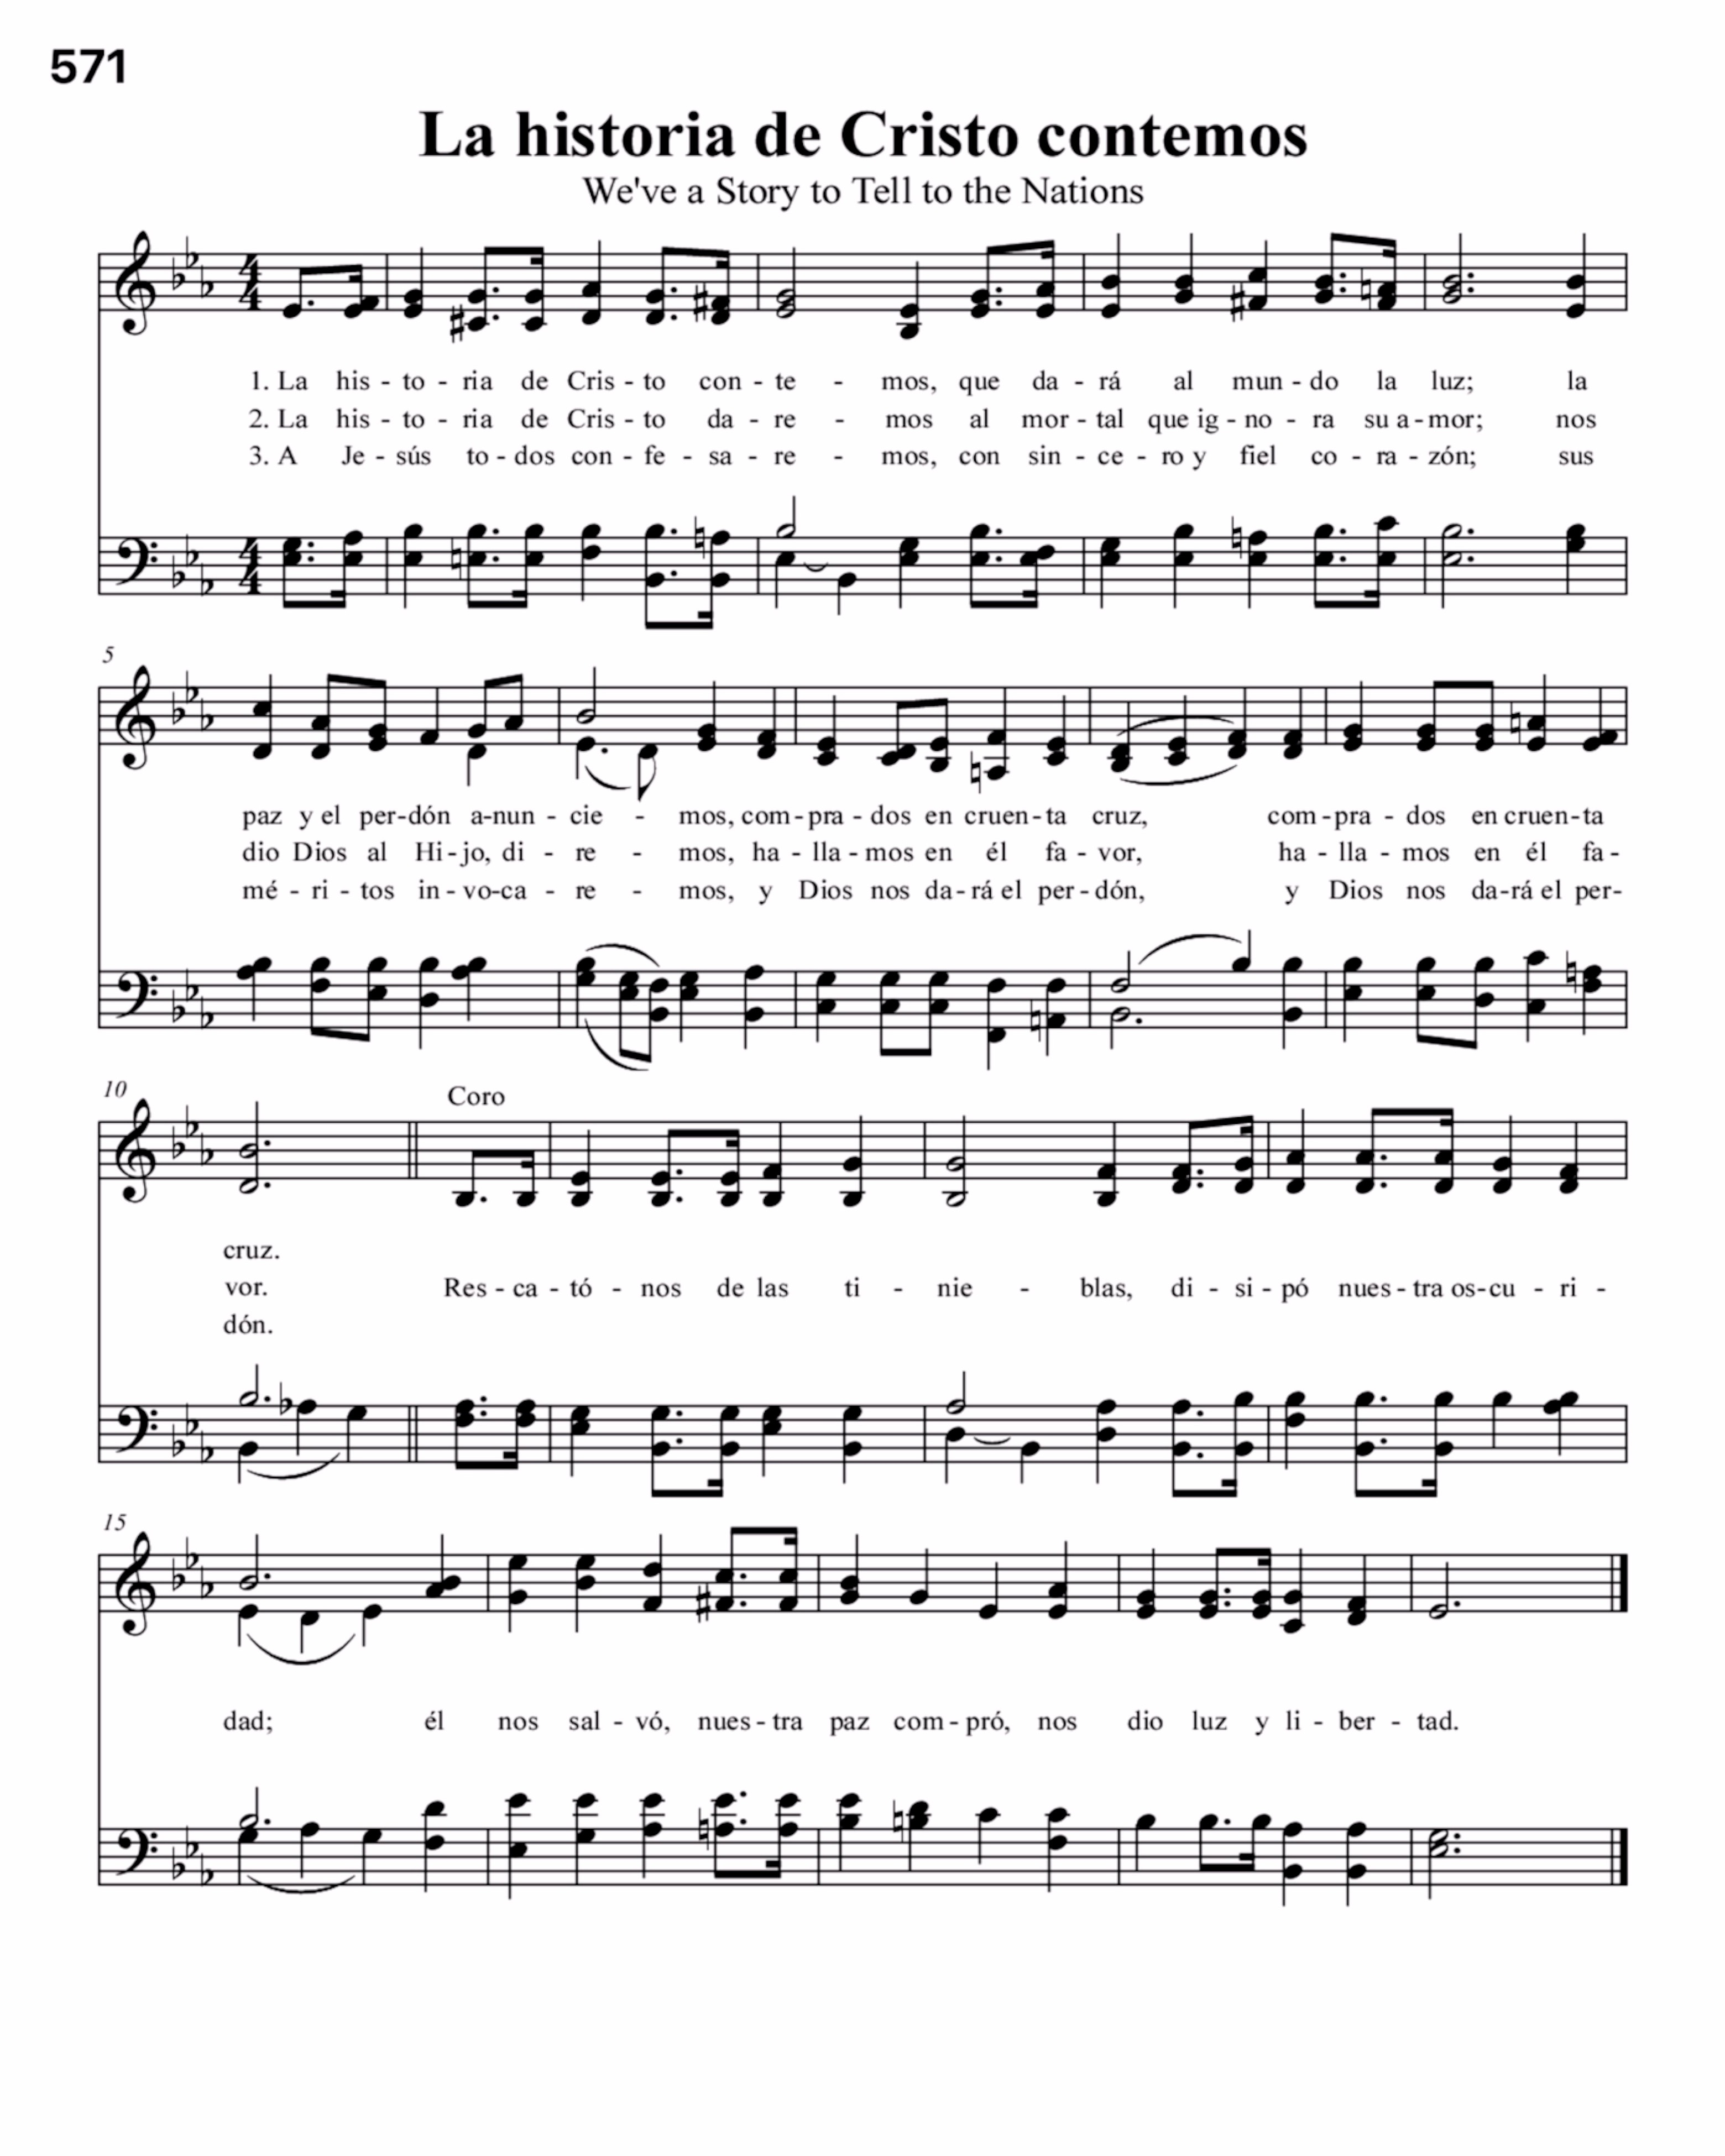 571
La historia de Cristo contemos
We've a Story to Tell to the Nations
1. La his - to - ria de Cris - to con - te - mos, que da - rá al mun - do la luz; la
2. La his - to - ria de Cris - to da - re - mos al mor - tal que ig - no - ra su a - mor; nos
3. A Je - sús to - dos con - fe - sa - re - mos, con sin - ce - ro y fiel co - ra - zón; sus
5
paz y el per-dón a-nun - cie - mos, com - pra - dos en cruen - ta cruz, com - pra - dos en cruen - ta
dio Dios al Hi - jo, di - re - mos, ha - lla - mos en él fa - vor, ha - lla - mos en él fa -
mé - ri - tos in - vo-ca - re - mos, y Dios nos da - rá el per - dón, y Dios nos da-rá el per-
10
Coro
cruz.
vor. Res - ca - tó - nos de las ti - nie - blas, di - si - pó nues - tra os - cu - ri -
dón.
15
dad; él nos sal - vó, nues - tra paz com - pró, nos dio luz y li - ber - tad.